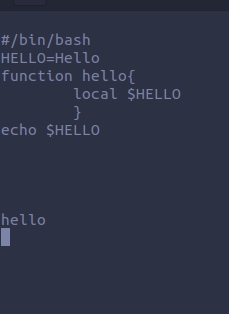 #/bin/bash
HELLO=Hello
function hello{
        local $HELLO
        }
echo $HELLO
hello